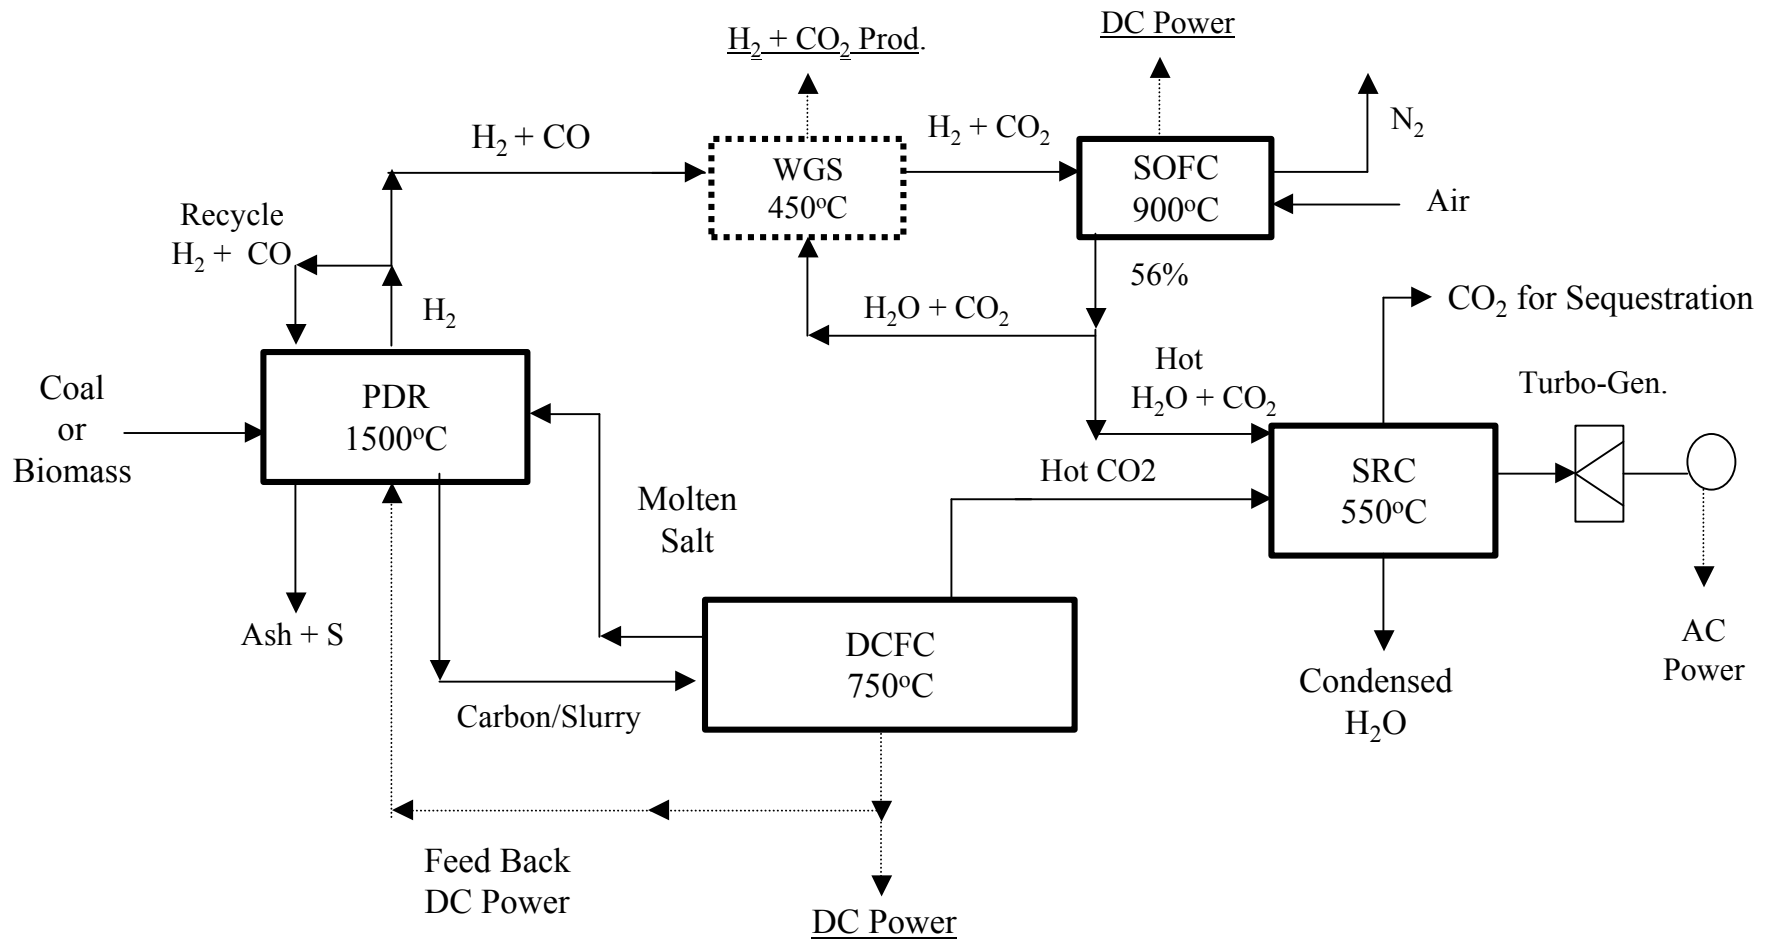 DC Power
H₂ + CO₂ Prod.
N₂
H₂ + CO
H₂ + CO₂
WGS
450ºC
SOFC
900ºC
Air
Recycle
H₂ + CO
H₂
56%
H₂O + CO₂
CO₂ for Sequestration
Hot
H₂O + CO₂
Turbo-Gen.
Coal
or
Biomass
PDR
1500ºC
Hot CO2
SRC
550ºC
Molten
Salt
Ash + S
DCFC
750ºC
AC
Power
Condensed
H₂O
Carbon/Slurry
Feed Back
DC Power
DC Power